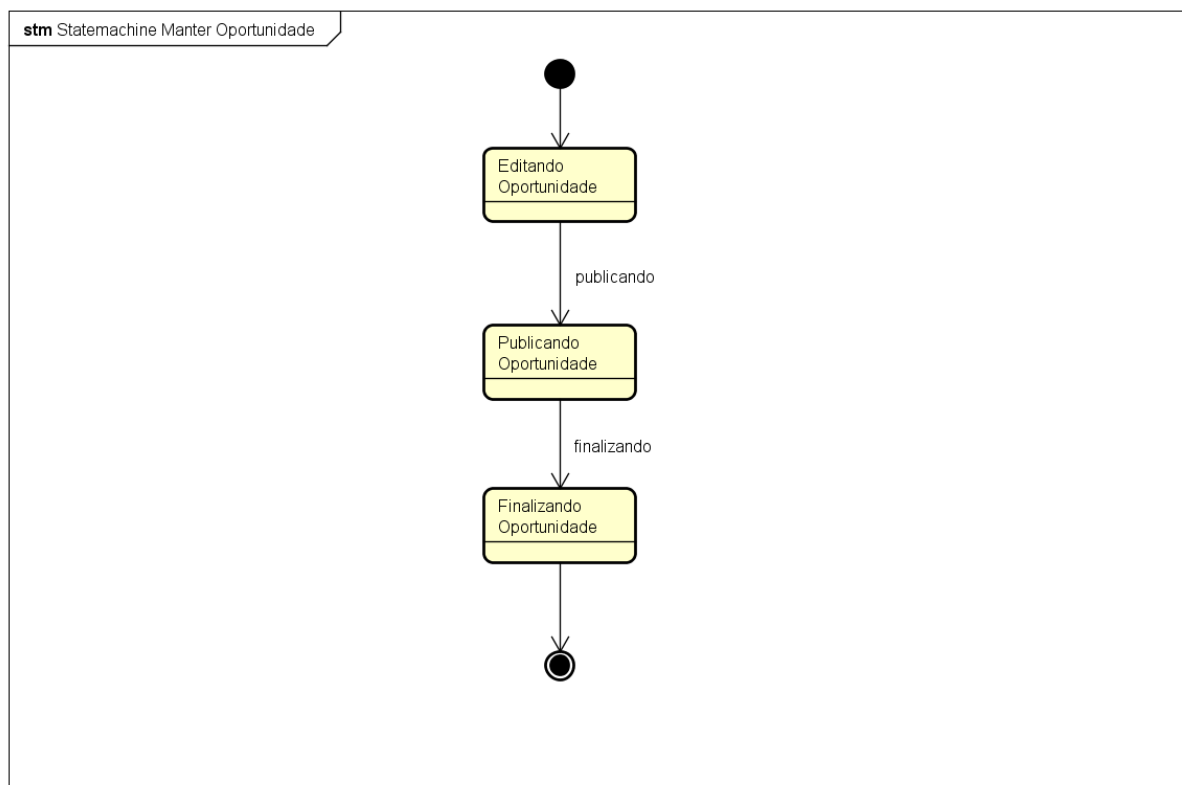 stm Statemachine Manter Oportunidade
Editando
Oportunidade
publicando
Publicando
Oportunidade
finalizando
Finalizando
Oportunidade